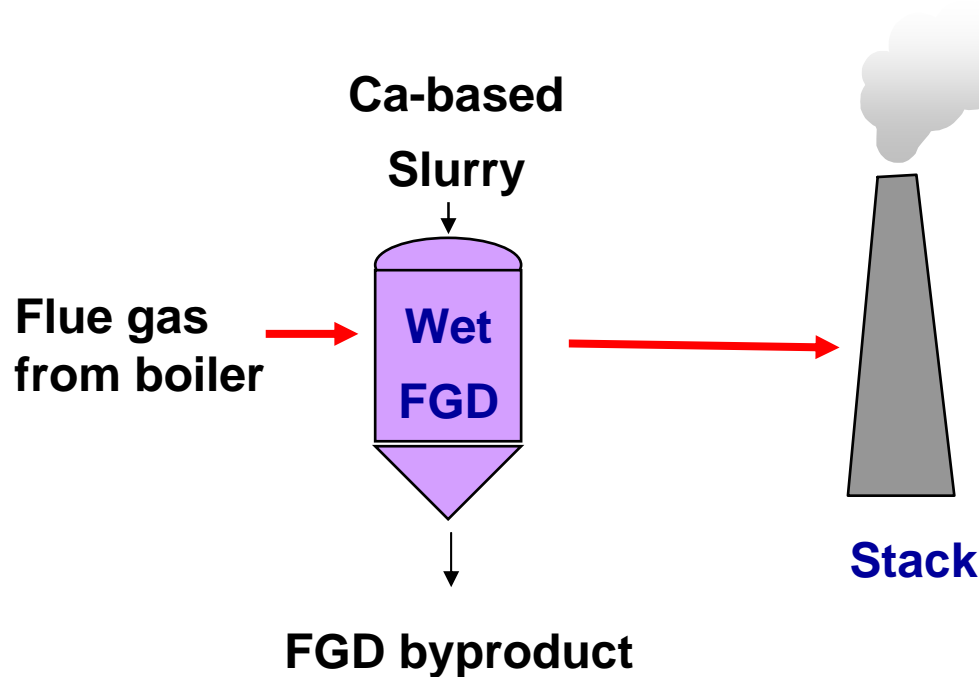 Ca-based
Slurry
Flue gas
from boiler
Wet
FGD
Stack
FGD byproduct